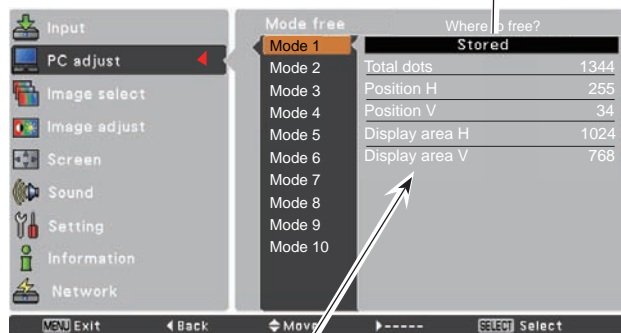 Input
PC adjust
Image select
Image adjust
Screen
Sound
Setting
Information
Network
Mode free
Mode 1
Mode 2
Mode 3
Mode 4
Mode 5
Mode 6
Mode 7
Mode 8
Mode 9
Mode 10
Where to free?
Stored
Total dots 1344
Position H 255
Position V 34
Display area H 1024
Display area V 768
MENU Exit ◀Back Move ▶----- SELECT Select